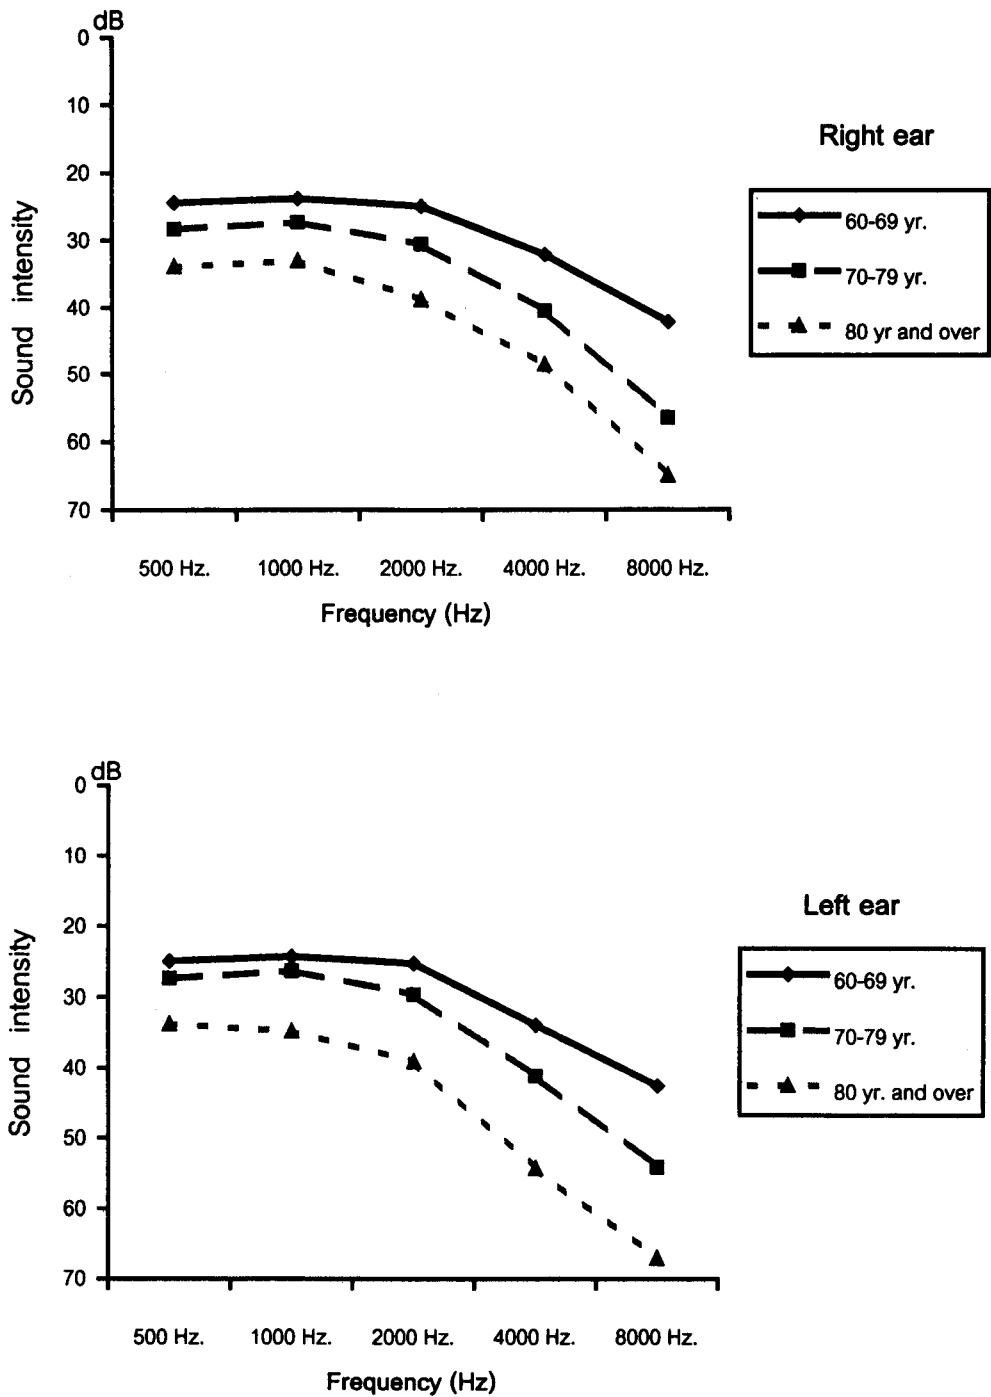 dB
0
10
20
30
40
50
60
70
Sound intensity
500 Hz. 1000 Hz. 2000 Hz. 4000 Hz. 8000 Hz.
Frequency (Hz)
Right ear
60-69 yr.
70-79 yr.
80 yr and over
dB
0
10
20
30
40
50
60
70
Sound intensity
500 Hz. 1000 Hz. 2000 Hz. 4000 Hz. 8000 Hz.
Frequency (Hz)
Left ear
60-69 yr.
70-79 yr.
80 yr. and over